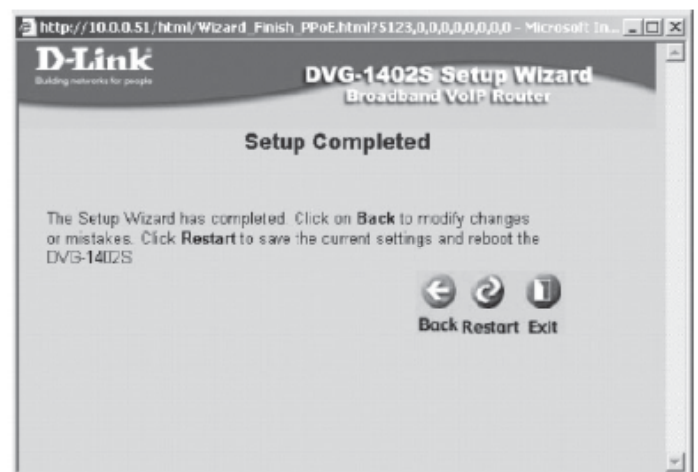 http://10.0.0.51/html/Wizard_Finish_PPoE.html?5123,0,0,0,0,0,0,0,0 - Microsoft In...
D-Link
Building networks for people
DVG-1402S Setup Wizard
Broadband VoIP Router
Setup Completed
The Setup Wizard has completed. Click on Back to modify changes
or mistakes. Click Restart to save the current settings and reboot the
DVG-1402S
Back Restart Exit